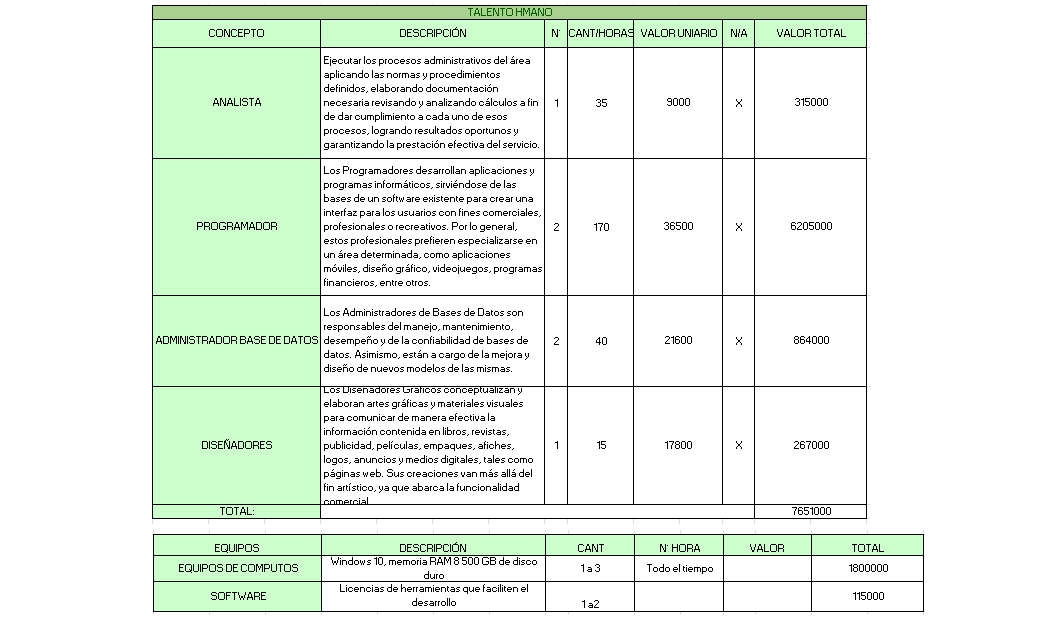 TALENTO HMANO
CONCEPTO DESCRIPCIÓN N° CANT/HORAS VALOR UNIARIO N/A VALOR TOTAL
ANALISTA
Ejecutar los procesos administrativos del área
aplicando las normas y procedimientos
definidos, elaborando documentación
necesaria revisando y analizando cálculos a fin
de dar cumplimiento a cada uno de esos
procesos, logrando resultados oportunos y
garantizando la prestación efectiva del servicio.
1 35 9000 X 315000
PROGRAMADOR
Los Programadores desarrollan aplicaciones y
programas informáticos, sirviéndose de las
bases de un software existente para crear una
interfaz para los usuarios con fines comerciales,
profesionales o recreativos. Por lo general,
estos profesionales prefieren especializarse en
un área determinada, como aplicaciones
móviles, diseño gráfico, videojuegos, programas
financieros, entre otros.
2 170 36500 X 6205000
ADMINISTRADOR BASE DE DATOS
Los Administradores de Bases de Datos son
responsables del manejo, mantenimiento,
desempeño y de la confiabilidad de bases de
datos. Asimismo, están a cargo de la mejora y
diseño de nuevos modelos de las mismas.
2 40 21600 X 864000
DISEÑADORES
Los Diseñadores Gráficos conceptualizan y
elaboran artes gráficas y materiales visuales
para comunicar de manera efectiva la
información contenida en libros, revistas,
publicidad, películas, empaques, afiches,
logos, anuncios y medios digitales, tales como
páginas web. Sus creaciones van más allá del
fin artístico, ya que abarca la funcionalidad
comercial.
1 15 17800 X 267000
TOTAL: 7651000
EQUIPOS DESCRIPCIÓN CANT N° HORA VALOR TOTAL
EQUIPOS DE COMPUTOS
Windows 10, memoria RAM 8 500 GB de disco
duro
1 a 3 Todo el tiempo 1800000
SOFTWARE
Licencias de herramientas que faciliten el
desarrollo
1 a2 115000